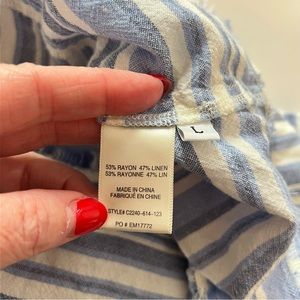 L
53% RAYON 47% LINEN
53% RAYONNE 47% LIN
MADE IN CHINA
FABRIQUÉ EN CHINE
STYLE# C2240-614-123
PO # EM17772